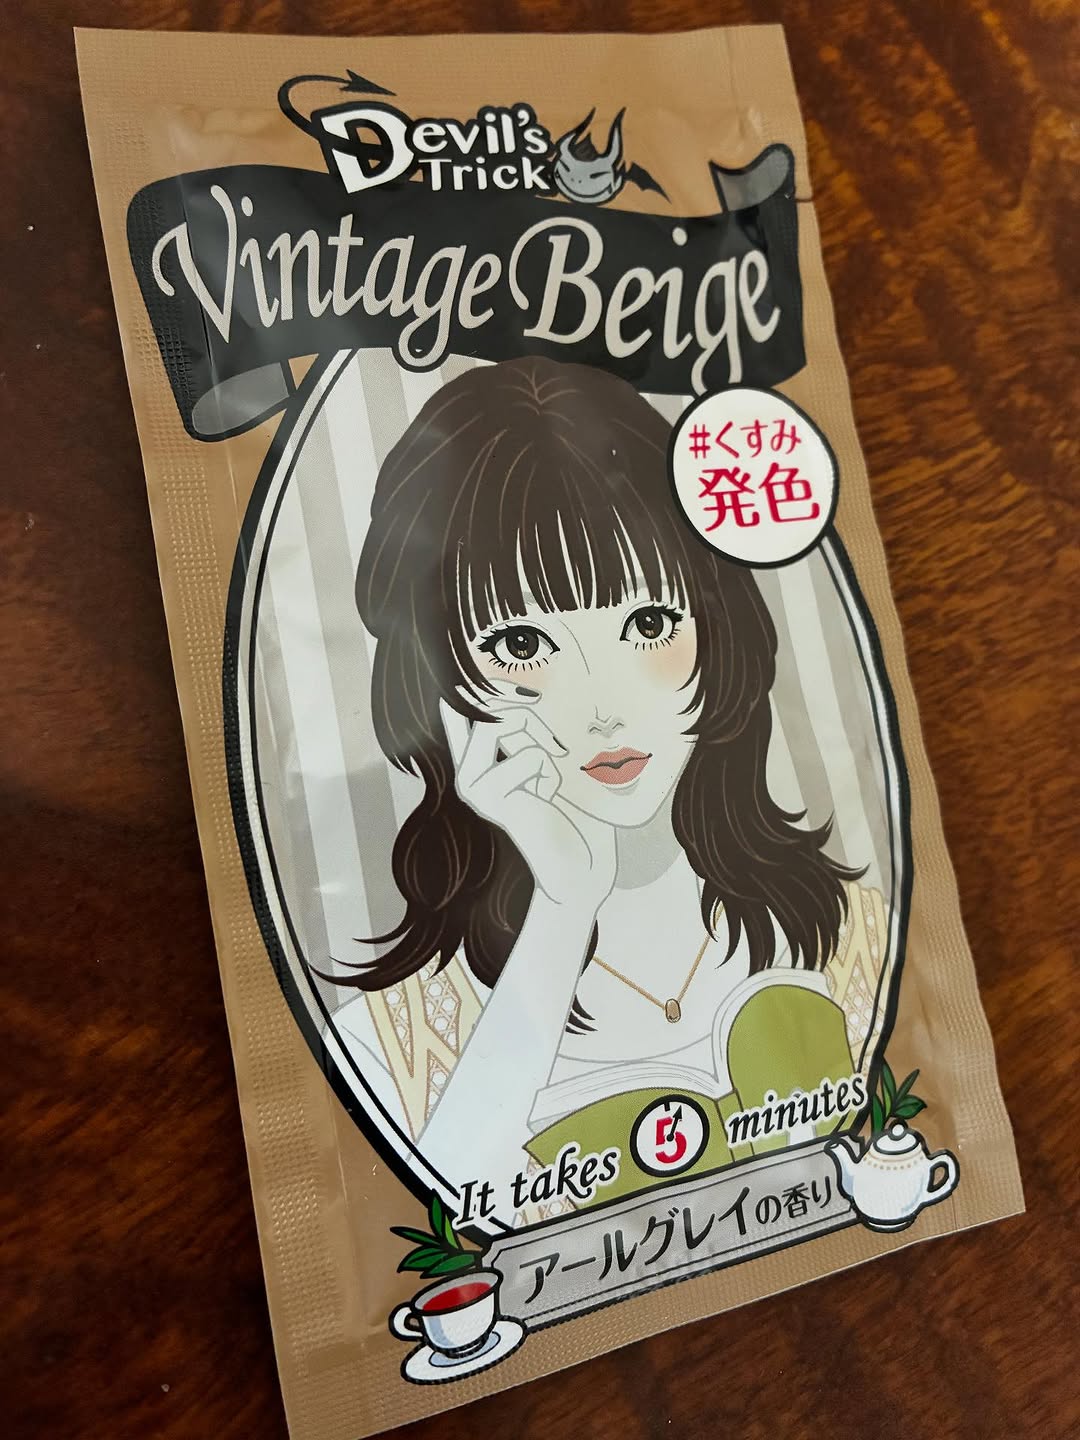 Devil's
Trick
Vintage Beige
#くすみ
発色
It takes 5 minutes
アールグレイの香り